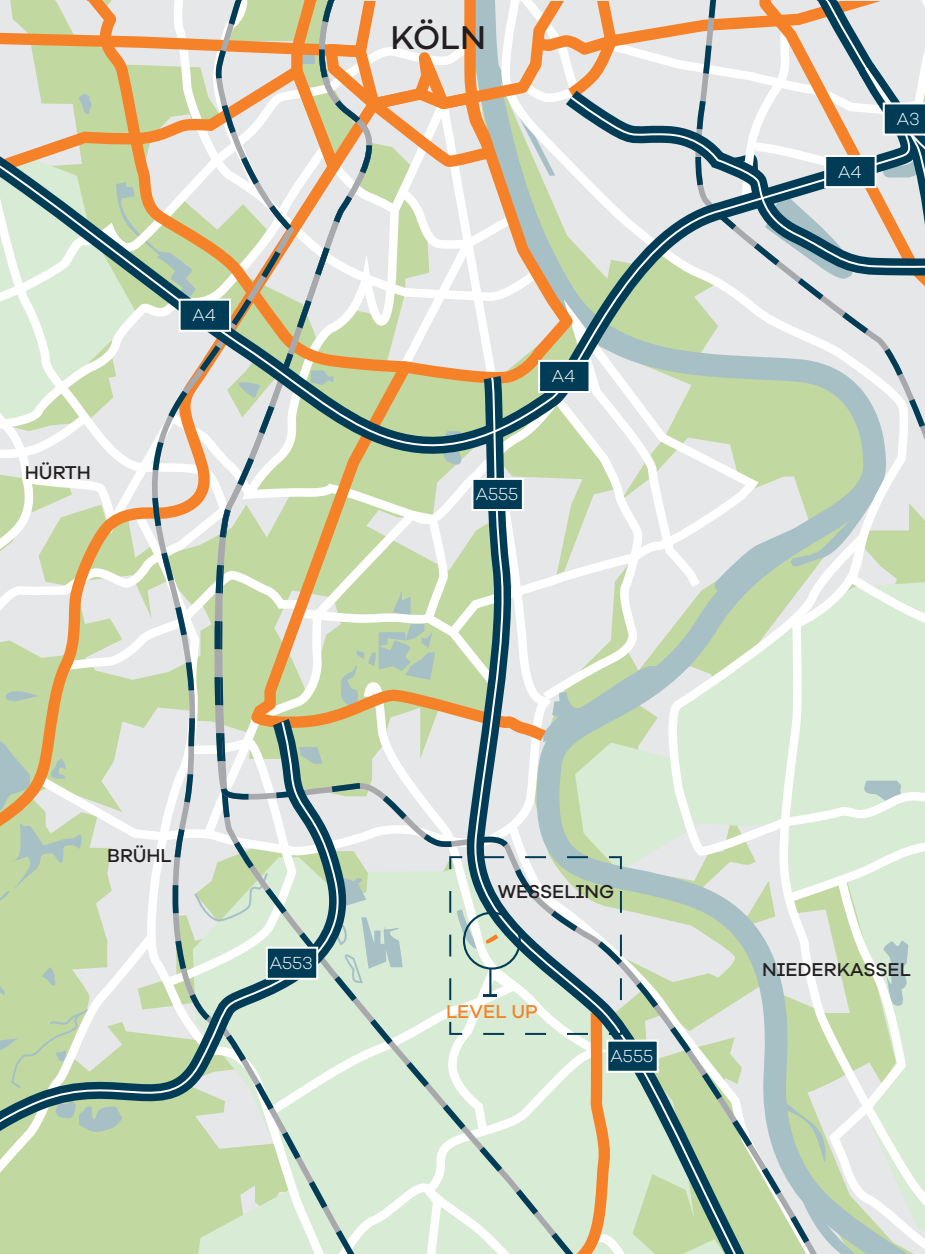 KÖLN
A3
A4
A4
A4
HÜRTH
A555
BRÜHL
WESSELING
A553
NIEDERKASSEL
LEVEL UP
A555